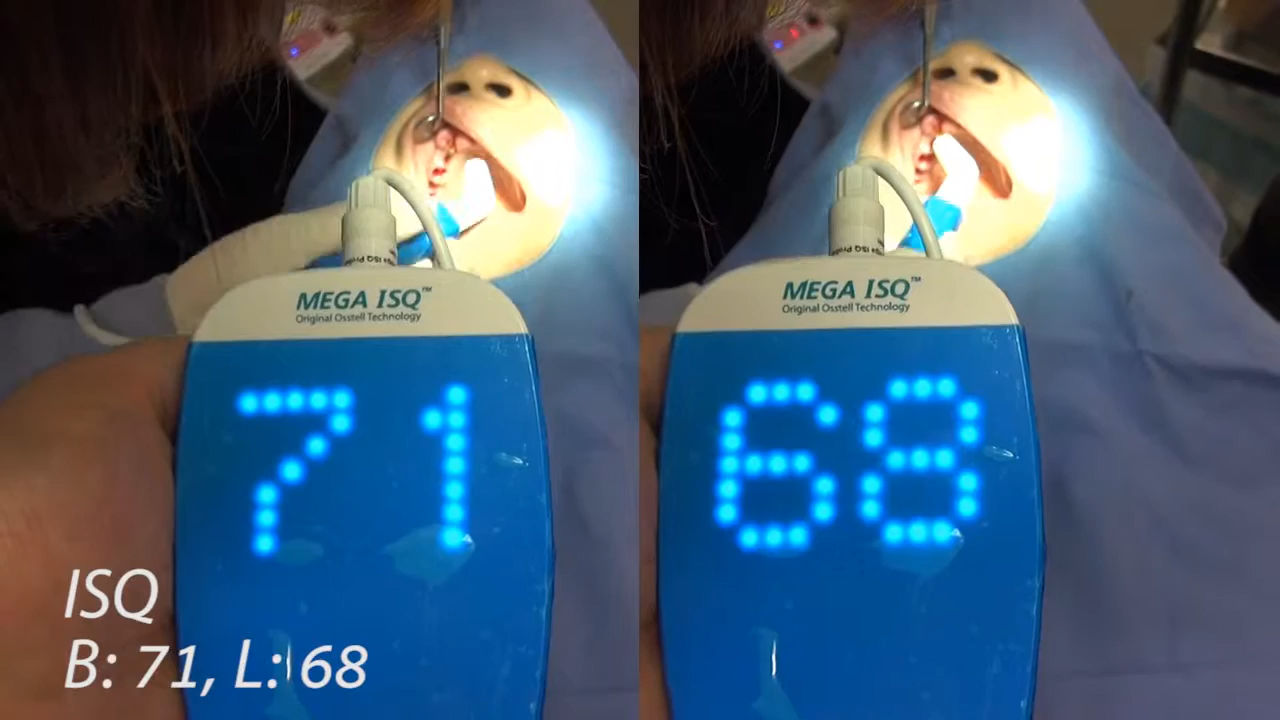 MEGA ISQ™
Original Osstell Technology
71
ISQ
B: 71, L: 68
MEGA ISQ™
Original Osstell Technology
68